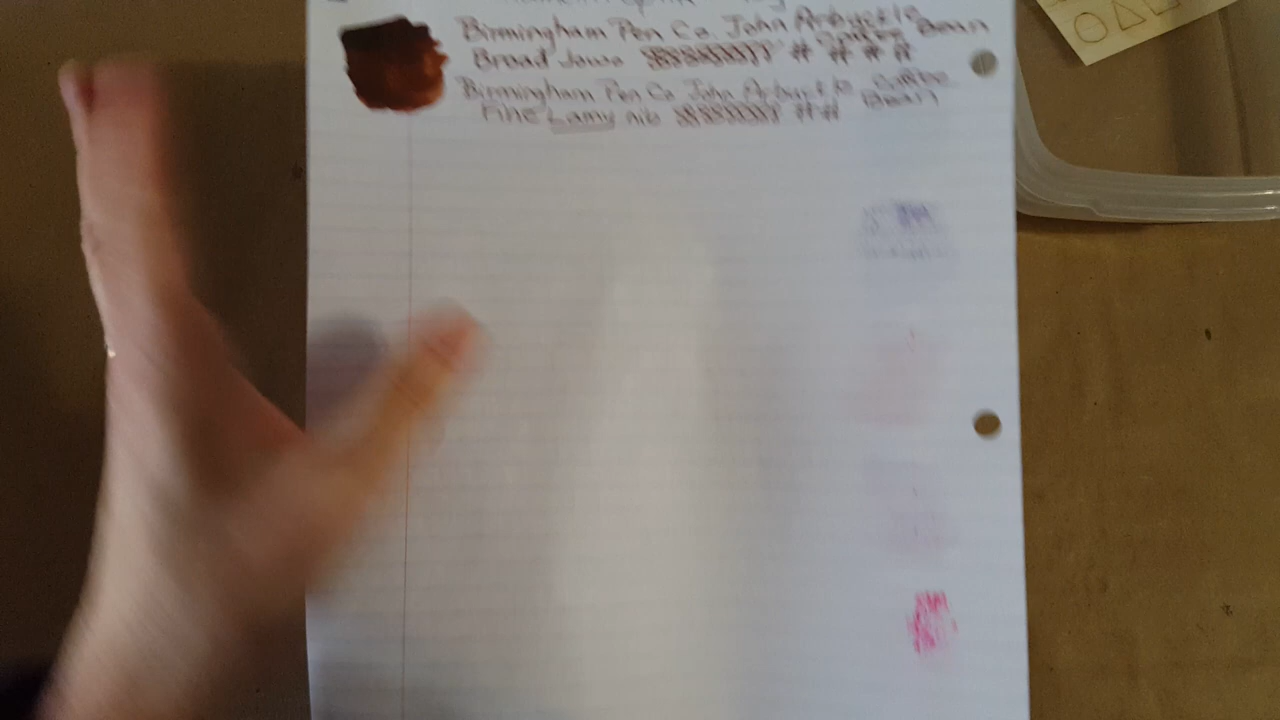 Birmingham Pen Co. John Arbuckle Coffee Bean
Broad Jowo # # # #
Birmingham Pen Co John Arbuckle Coffee Bean
Fine Lamy nib ##